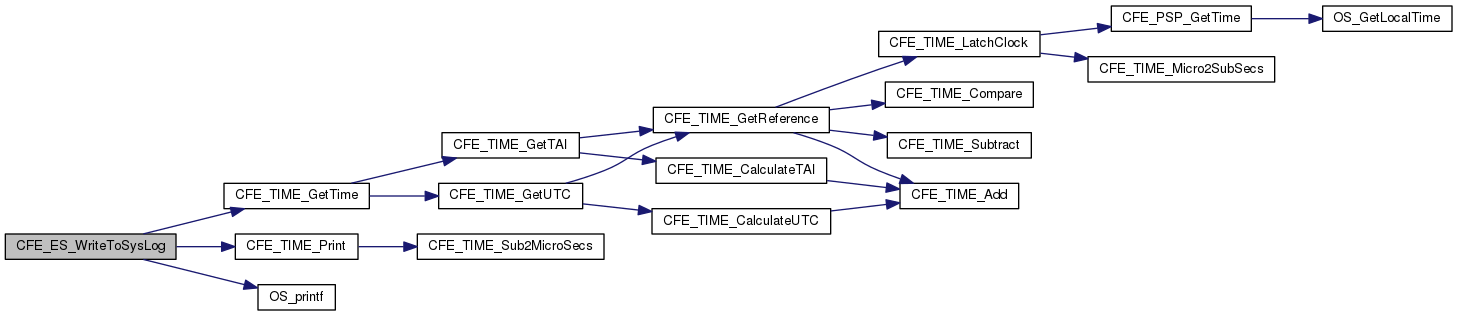 CFE_ES_WriteToSysLog
CFE_TIME_GetTime
CFE_TIME_Print
OS_printf
CFE_TIME_GetTAI
CFE_TIME_GetUTC
CFE_TIME_Sub2MicroSecs
CFE_TIME_GetReference
CFE_TIME_CalculateTAI
CFE_TIME_CalculateUTC
CFE_TIME_LatchClock
CFE_TIME_Compare
CFE_TIME_Subtract
CFE_TIME_Add
CFE_PSP_GetTime
CFE_TIME_Micro2SubSecs
OS_GetLocalTime